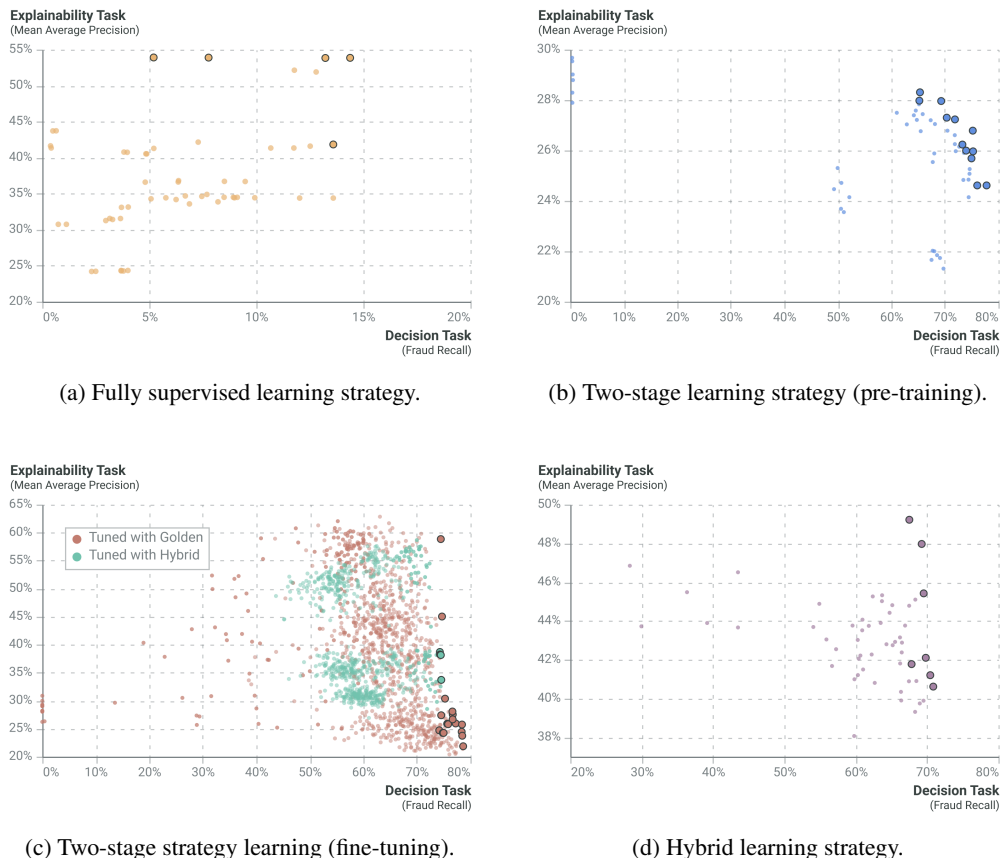 Explainability Task
(Mean Average Precision)
55%
50%
45%
40%
35%
30%
25%
20%
0% 5% 10% 15% 20%
Decision Task
(Fraud Recall)
(a) Fully supervised learning strategy.
Explainability Task
(Mean Average Precision)
30%
28%
26%
24%
22%
20%
0% 10% 20% 30% 40% 50% 60% 70% 80%
Decision Task
(Fraud Recall)
(b) Two-stage learning strategy (pre-training).
Explainability Task
(Mean Average Precision)
65%
60%
55%
50%
45%
40%
35%
30%
25%
20%
Tuned with Golden
Tuned with Hybrid
0% 10% 20% 30% 40% 50% 60% 70% 80%
Decision Task
(Fraud Recall)
(c) Two-stage strategy learning (fine-tuning).
Explainability Task
(Mean Average Precision)
50%
48%
46%
44%
42%
40%
38%
20% 30% 40% 50% 60% 70% 80%
Decision Task
(Fraud Recall)
(d) Hybrid learning strategy.